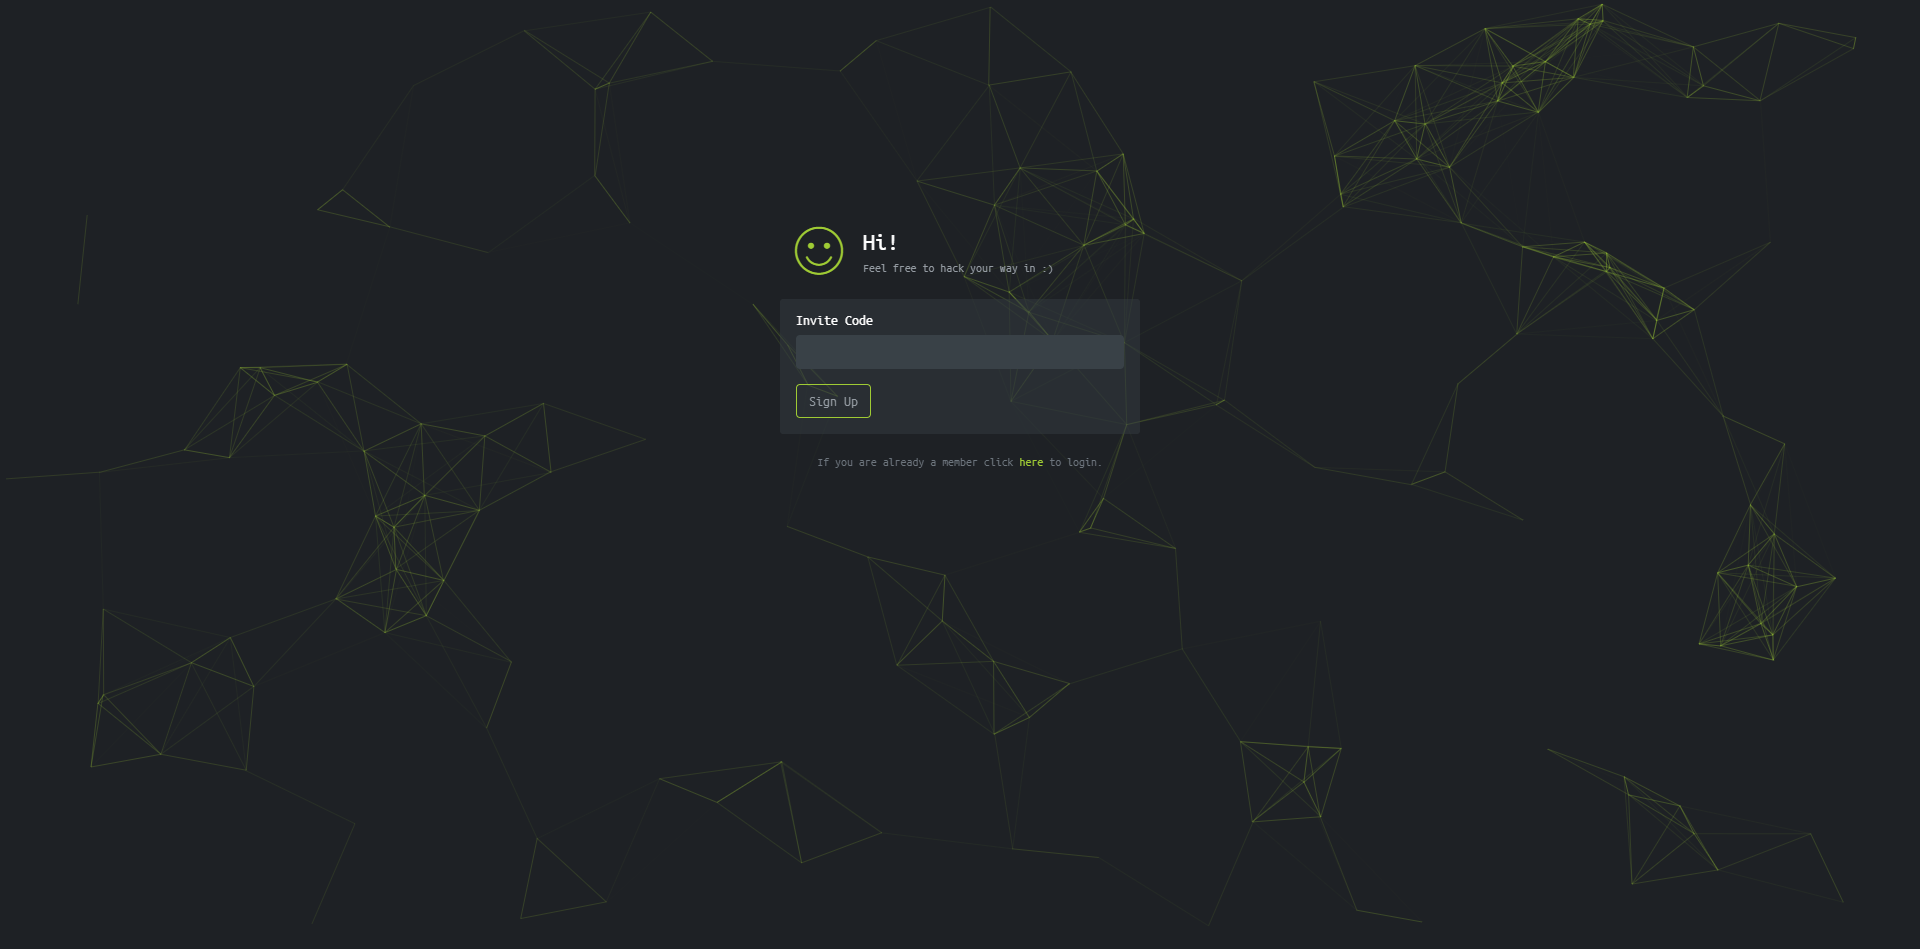 Hi!
Feel free to hack your way in :)
Invite Code
Sign Up
If you are already a member click here to login.